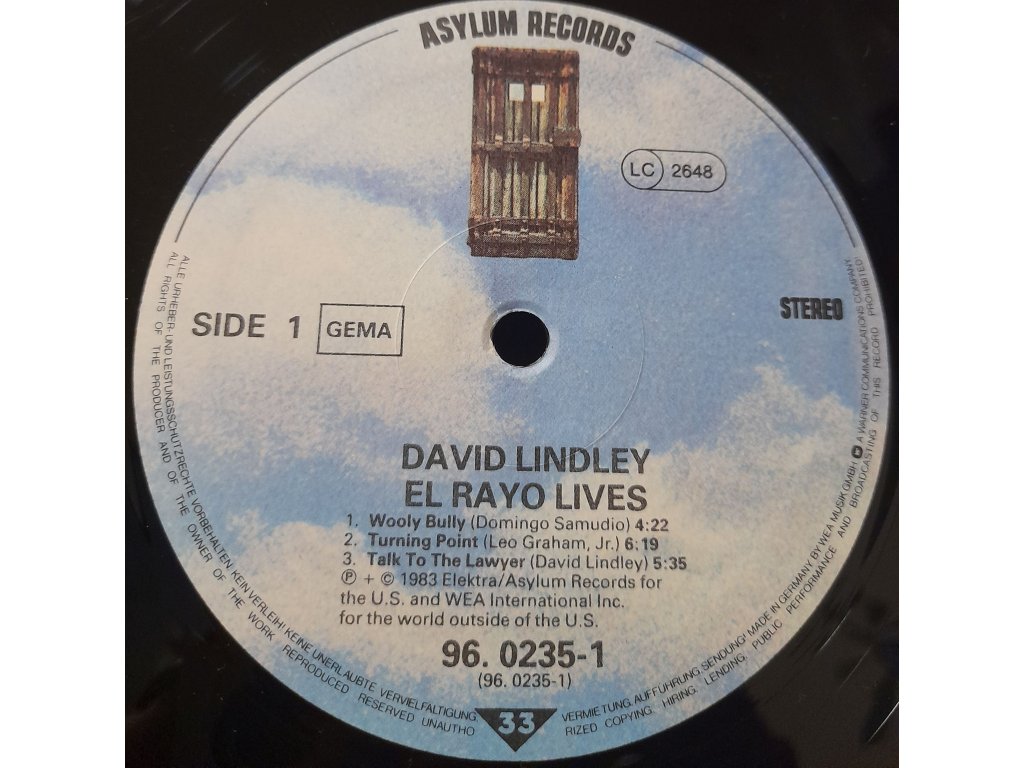 ASYLUM RECORDS
LC 2648
SIDE 1 GEMA
STEREO
DAVID LINDLEY
EL RAYO LIVES
1. Wooly Bully (Domingo Samudio) 4:22
2. Turning Point (Leo Graham, Jr.) 6:19
3. Talk To The Lawyer (David Lindley) 5:35
℗ + © 1983 Elektra/Asylum Records for
the U.S. and WEA International Inc.
for the world outside of the U.S.
96. 0235-1
(96. 0235-1)
33
ALLE URHEBER- UND LEISTUNGSSCHUTZRECHTE VORBEHALTEN. KEIN VERLEIH! KEINE UNERLAUBTE VERVIELFÄLTIGUNG,
VERMIETUNG, AUFFÜHRUNG, SENDUNG! MADE IN GERMANY BY WEA MUSIK GMBH A WARNER COMMUNICATIONS COMPANY
ALL RIGHTS OF THE PRODUCER AND OF THE OWNER OF THE WORK REPRODUCED RESERVED UNAUTHO
RIZED COPYING, HIRING, LENDING, PUBLIC PERFORMANCE AND BROADCASTING OF THIS RECORD PROHIBITED